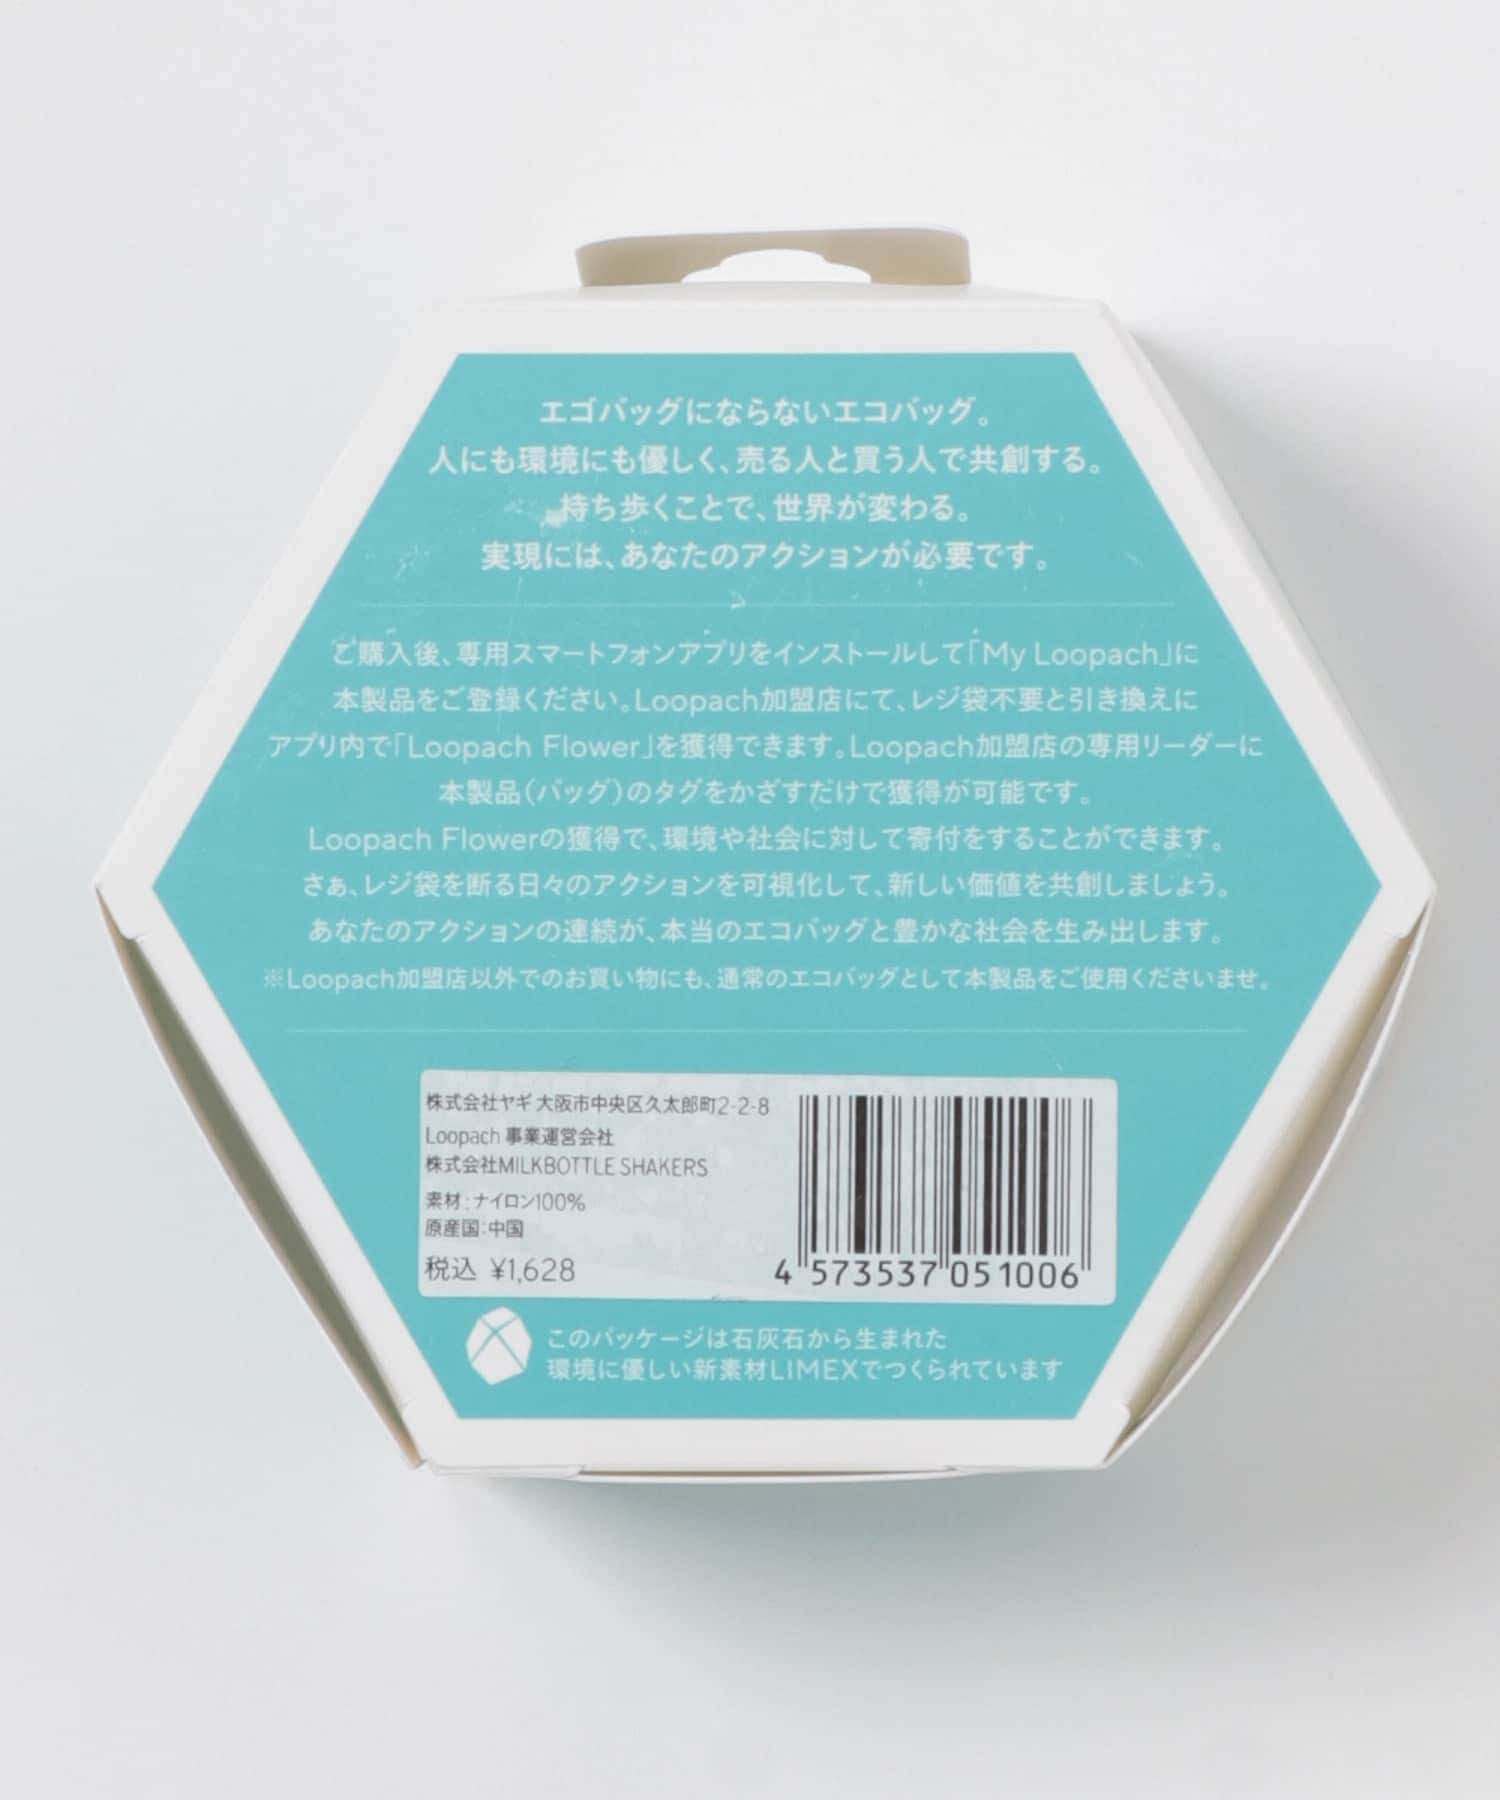 エゴバッグにならないエコバッグ。
人にも環境にも優しく、売る人と買う人で共創する。
持ち歩くことで、世界が変わる。
実現には、あなたのアクションが必要です。
ご購入後、専用スマートフォンアプリをインストールして「My Loopach」に
本製品をご登録ください。Loopach加盟店にて、レジ袋不要と引き換えに
アプリ内で「Loopach Flower」を獲得できます。Loopach加盟店の専用リーダーに
本製品(バッグ)のタグをかざすだけで獲得が可能です。
Loopach Flowerの獲得で、環境や社会に対して寄付をすることができます。
さぁ、レジ袋を断る日々のアクションを可視化して、新しい価値を共創しましょう。
あなたのアクションの連続が、本当のエコバッグと豊かな社会を生み出します。
※Loopach加盟店以外でのお買い物にも、通常のエコバッグとして本製品をご使用くださいませ。
株式会社ヤギ 大阪市中央区久太郎町2-2-8
Loopach 事業運営会社
株式会社MILKBOTTLE SHAKERS
素材:ナイロン100%
原産国:中国
税込 ¥1,628
4 573537 051006
このパッケージは石灰石から生まれた
環境に優しい新素材LIMEXでつくられています